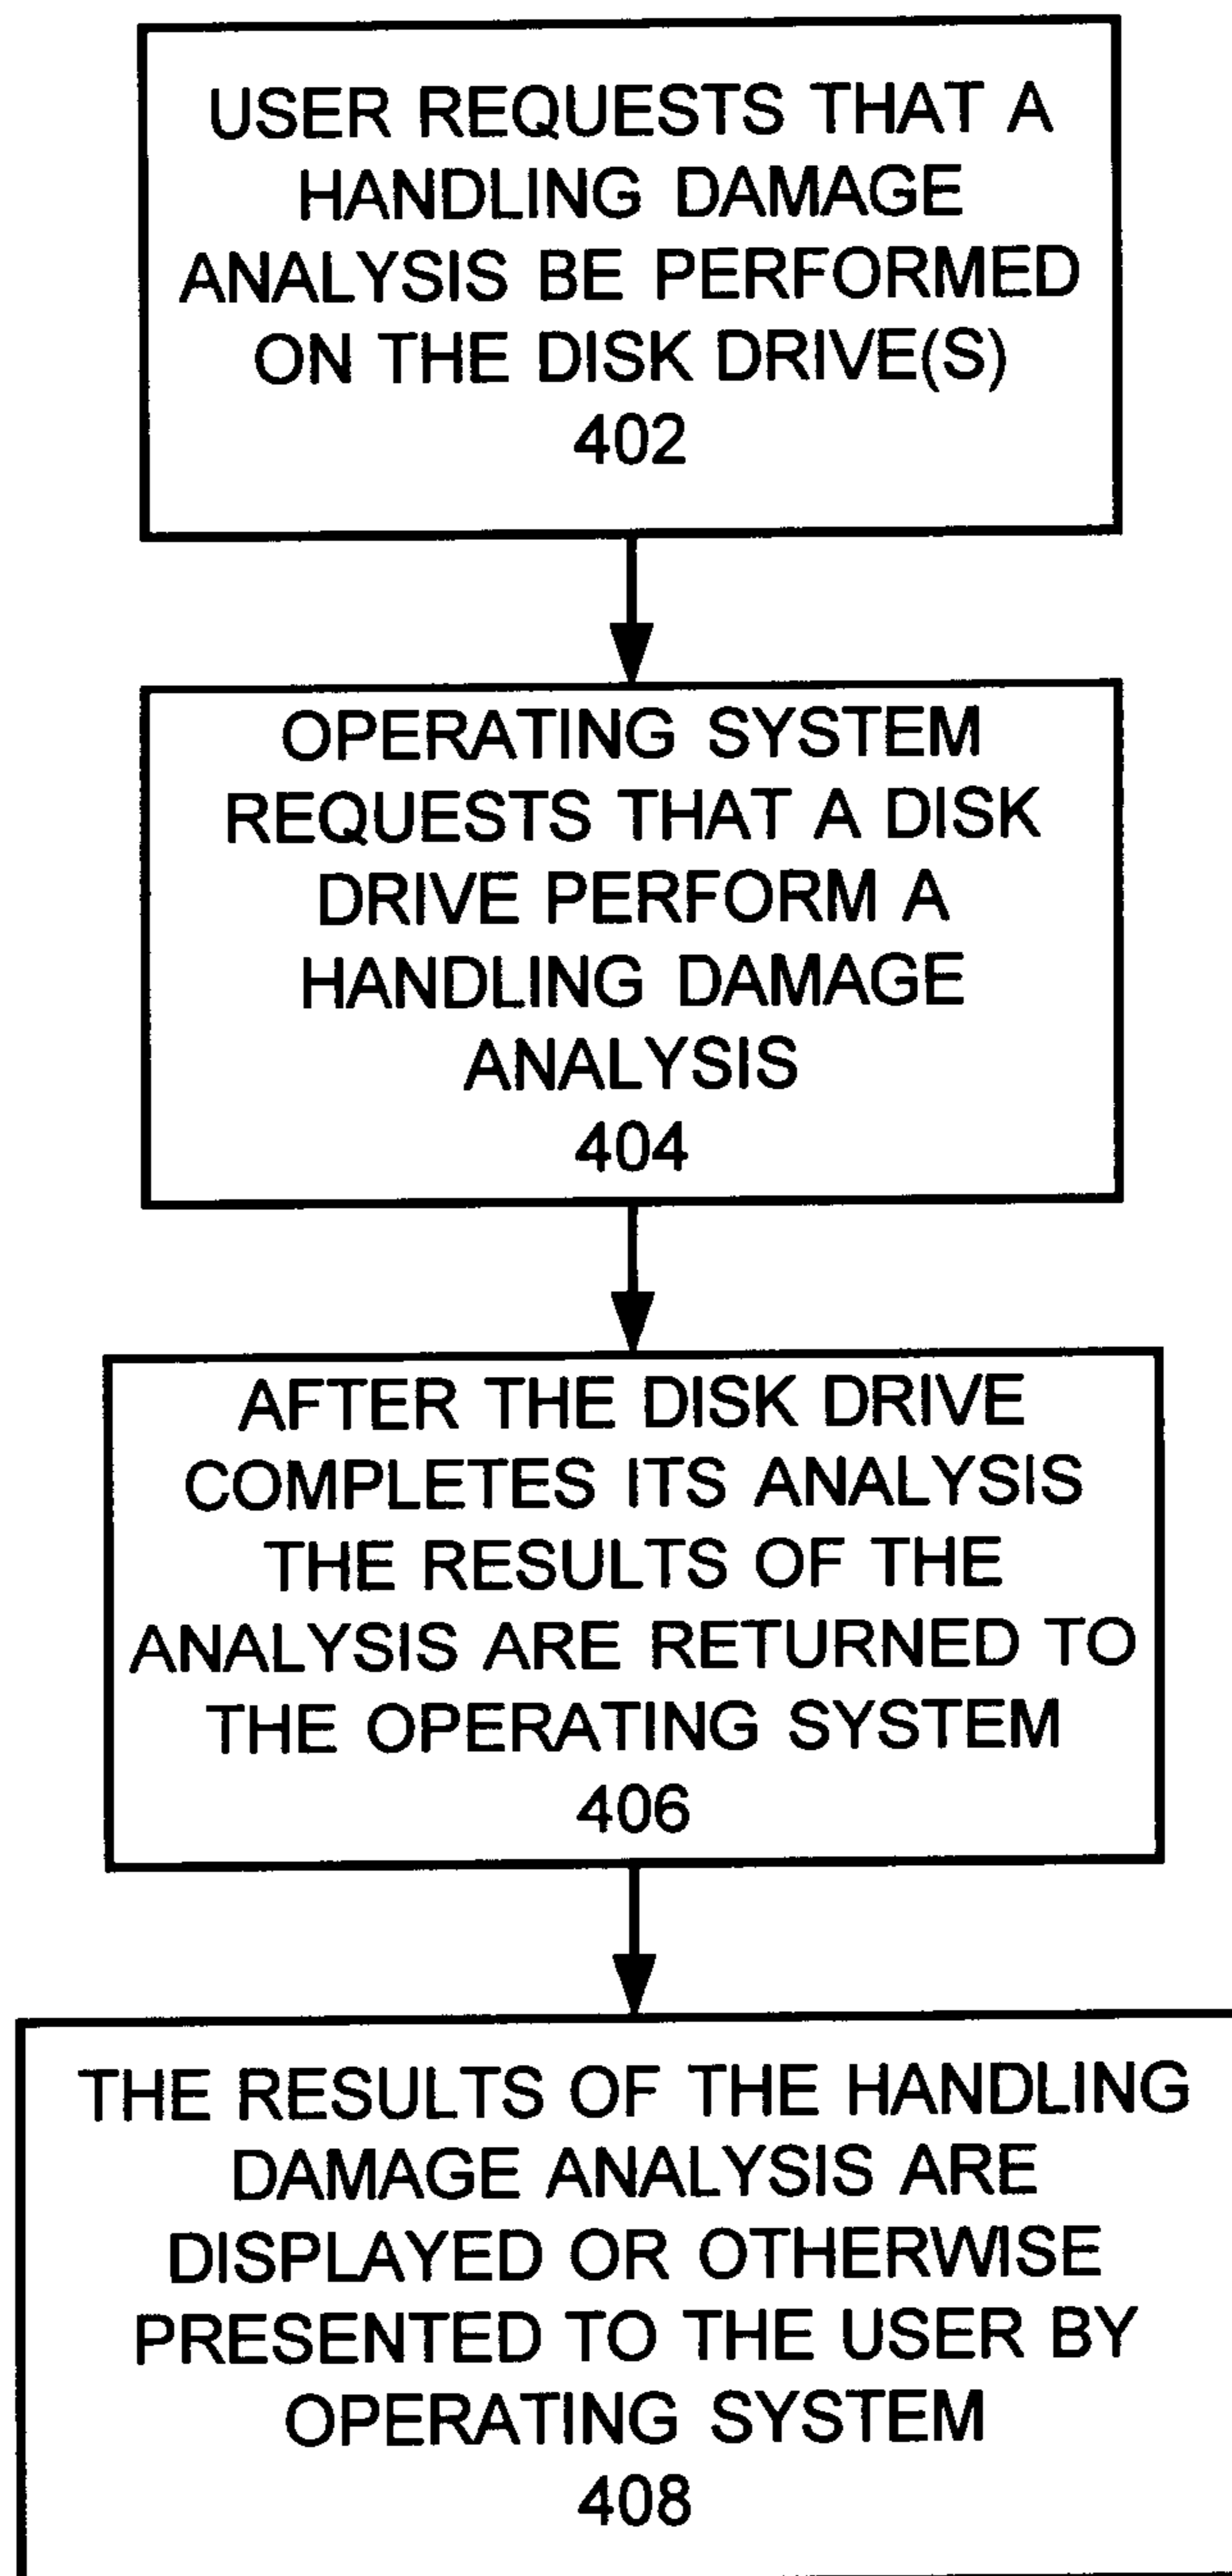 USER REQUESTS THAT A
HANDLING DAMAGE
ANALYSIS BE PERFORMED
ON THE DISK DRIVE(S)
402
OPERATING SYSTEM
REQUESTS THAT A DISK
DRIVE PERFORM A
HANDLING DAMAGE
ANALYSIS
404
AFTER THE DISK DRIVE
COMPLETES ITS ANALYSIS
THE RESULTS OF THE
ANALYSIS ARE RETURNED TO
THE OPERATING SYSTEM
406
THE RESULTS OF THE HANDLING
DAMAGE ANALYSIS ARE
DISPLAYED OR OTHERWISE
PRESENTED TO THE USER BY
OPERATING SYSTEM
408